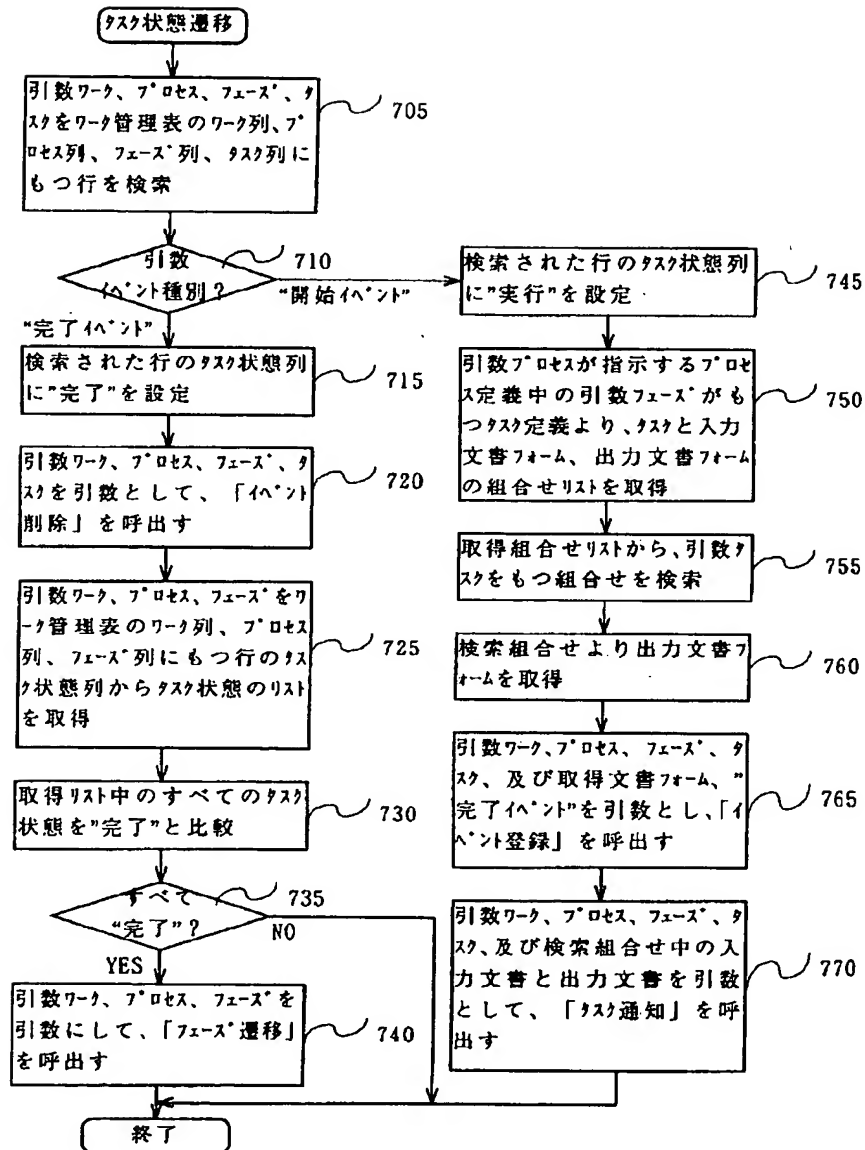 タスク状態遷移
引数ワーク、プロセス、フェーズ、タ
スクをワーク管理表のワーク列、プ
ロセス列、フェーズ列、タスク列に
もつ行を検索
705
引数
イベント種別?
710
“開始イベント”
“完了イベント”
検索された行のタスク状態列
に”完了”を設定
715
引数ワーク、プロセス、フェーズ、タ
スクを引数として、「イベント
削除」を呼出す
720
引数ワーク、プロセス、フェーズをワ
ーク管理表のワーク列、プロセス
列、フェーズ列にもつ行のタス
ク状態列からタスク状態のリスト
を取得
725
取得リスト中のすべてのタスク
状態を”完了”と比較
730
すべて
“完了”?
735
NO
YES
引数ワーク、プロセス、フェーズを
引数にして、「フェーズ遷移」
を呼出す
740
終了
検索された行のタスク状態列
に”実行”を設定
745
引数プロセスが指示するプロセ
ス定義中の引数フェーズがも
つタスク定義より、タスクと入力
文書フォーム、出力文書フォーム
の組合せリストを取得
750
取得組合せリストから、引数タ
スクをもつ組合せを検索
755
検索組合せより出力文書フ
ォームを取得
760
引数ワーク、プロセス、フェーズ、タ
スク、及び取得文書フォーム、”
完了イベント”を引数とし、「イ
ベント登録」を呼出す
765
引数ワーク、プロセス、フェーズ、タ
スク、及び検索組合せ中の入
力文書と出力文書を引数
として、「タスク通知」を呼
出す
770